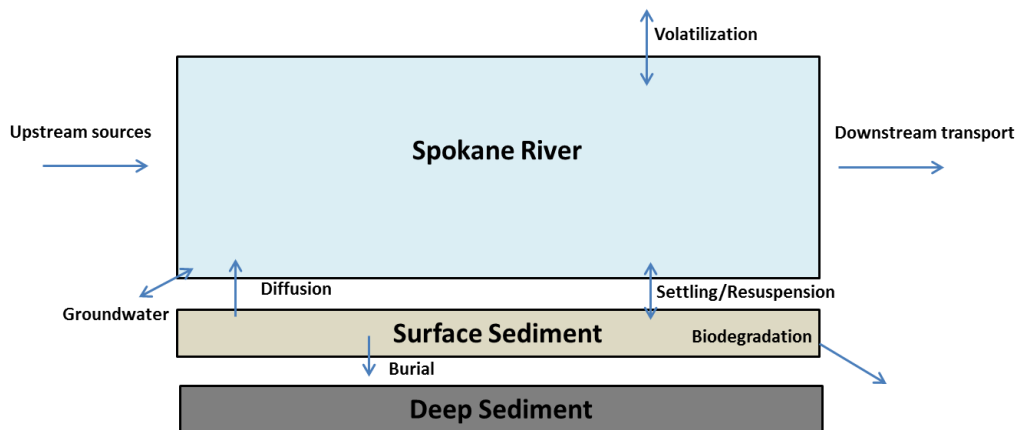 Volatilization
Upstream sources
Downstream transport
Spokane River
Diffusion
Settling/Resuspension
Groundwater
Surface Sediment
Biodegradation
Burial
Deep Sediment